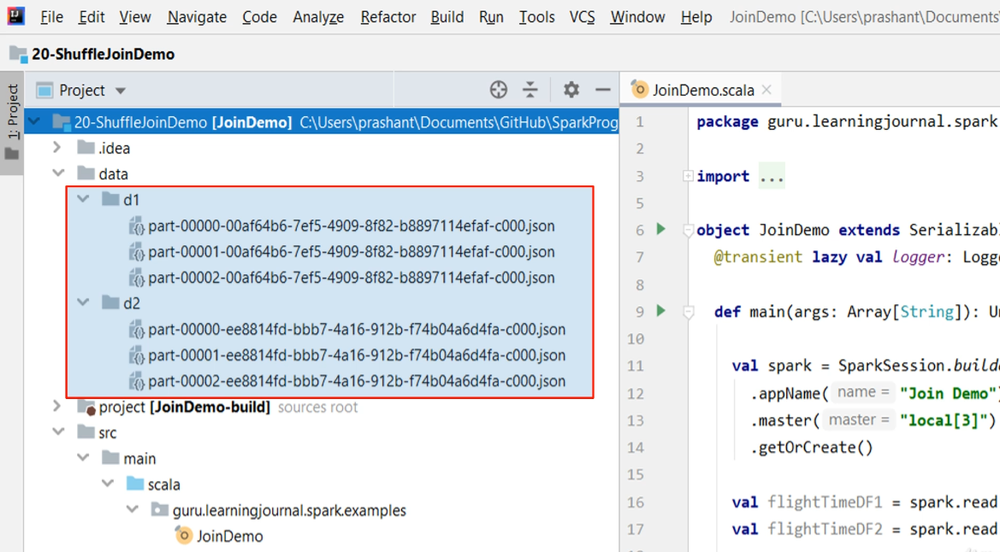 File Edit View Navigate Code Analyze Refactor Build Run Tools VCS Window Help JoinDemo [C:\Users\prashant\Documents\
20-ShuffleJoinDemo
1: Project
Project
20-ShuffleJoinDemo [JoinDemo] C:\Users\prashant\Documents\GitHub\SparkProg
.idea
data
d1
part-00000-00af64b6-7ef5-4909-8f82-b8897114efaf-c000.json
part-00001-00af64b6-7ef5-4909-8f82-b8897114efaf-c000.json
part-00002-00af64b6-7ef5-4909-8f82-b8897114efaf-c000.json
d2
part-00000-ee8814fd-bbb7-4a16-912b-f74b04a6d4fa-c000.json
part-00001-ee8814fd-bbb7-4a16-912b-f74b04a6d4fa-c000.json
part-00002-ee8814fd-bbb7-4a16-912b-f74b04a6d4fa-c000.json
project [JoinDemo-build] sources root
src
main
scala
guru.learningjournal.spark.examples
JoinDemo
JoinDemo.scala
1 package guru.learningjournal.spark
2
3 import ...
5
6 object JoinDemo extends Serializab
7 @transient lazy val logger: Logge
8
9 def main(args: Array[String]): Un
10
11 val spark = SparkSession.builde
12 .appName( name = "Join Demo")
13 .master( master = "local[3]")
14 .getOrCreate()
15
16 val flightTimeDF1 = spark.read
17 val flightTimeDF2 = spark.read